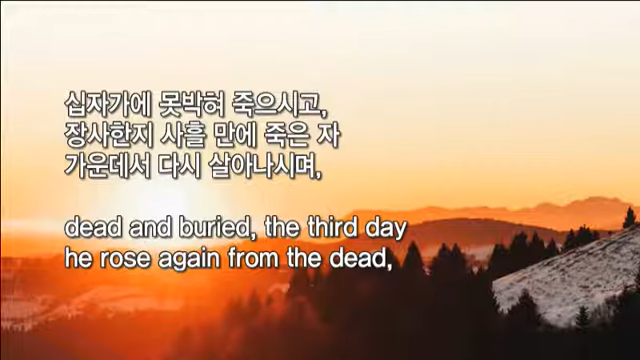 십자가에 못박혀 죽으시고,
장사한지 사흘 만에 죽은 자
가운데서 다시 살아나시며,
dead and buried, the third day
he rose again from the dead,